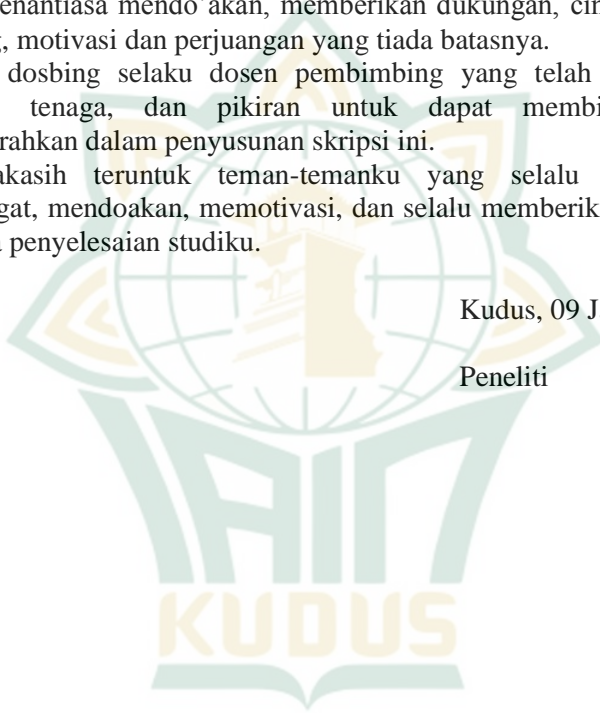 enantiasa mendo'akan, memberikan dukungan, cin
, motivasi dan perjuangan yang tiada batasnya.
dosbing selaku dosen pembimbing yang telah
tenaga, dan pikiran untuk dapat membi
rahkan dalam penyusunan skripsi ini.
akasih teruntuk teman-temanku yang selalu
gat, mendoakan, memotivasi, dan selalu memberik
penyelesaian studiku.
Kudus, 09 J
Peneliti
IAIN
KUDUS